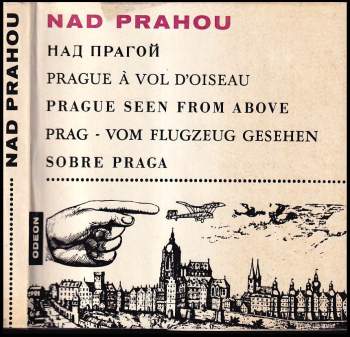 NAD PRAHOU
NAD PRAHOU
НАД ПРАГОЙ
PRAGUE À VOL D'OISEAU
PRAGUE SEEN FROM ABOVE
PRAG - VOM FLUGZEUG GESEHEN
SOBRE PRAGA
ODEON